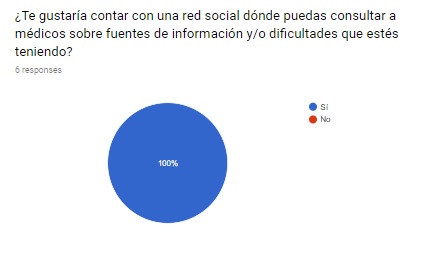 ¿Te gustaría contar con una red social dónde puedas consultar a
médicos sobre fuentes de información y/o dificultades que estés
teniendo?
6 responses
Sí
No
100%